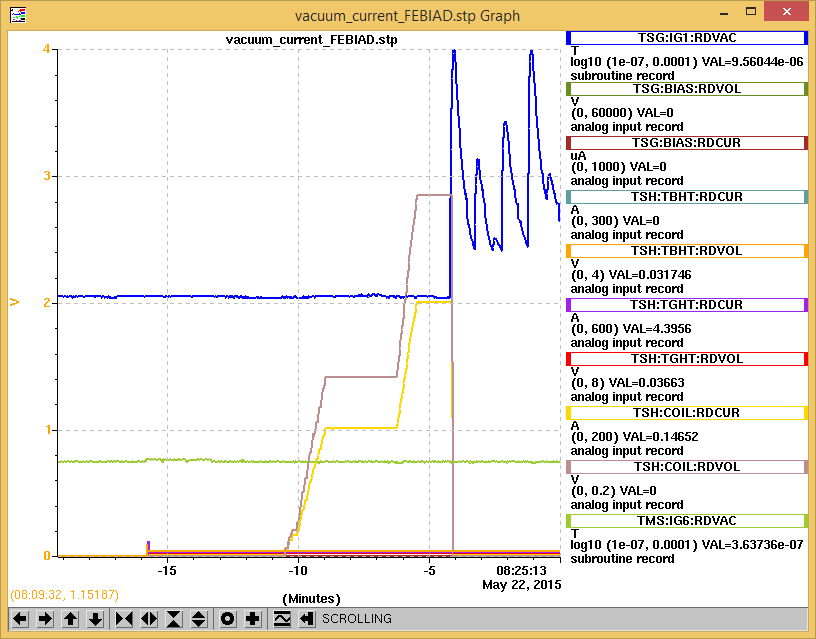 vacuum_current_FEBIAD.stp Graph
vacuum_current_FEBIAD.stp
4
3
2
1
0
V
-15
-10
-5
08:25:13
May 22, 2015
(Minutes)
(08:09:32, 1.15187)
TSG:IG1:RDVAC
T
log10 (1e-07, 0.0001) VAL=9.56044e-06
subroutine record
TSG:BIAS:RDVOL
V
(0, 60000) VAL=0
analog input record
TSG:BIAS:RDCUR
uA
(0, 1000) VAL=0
analog input record
TSH:TBHT:RDCUR
A
(0, 300) VAL=0
analog input record
TSH:TBHT:RDVOL
V
(0, 4) VAL=0.031746
analog input record
TSH:TGHT:RDCUR
A
(0, 600) VAL=4.3956
analog input record
TSH:TGHT:RDVOL
V
(0, 8) VAL=0.03663
analog input record
TSH:COIL:RDCUR
A
(0, 200) VAL=0.14652
analog input record
TSH:COIL:RDVOL
V
(0, 0.2) VAL=0
analog input record
TMS:IG6:RDVAC
T
log10 (1e-07, 0.0001) VAL=3.63736e-07
subroutine record
SCROLLING